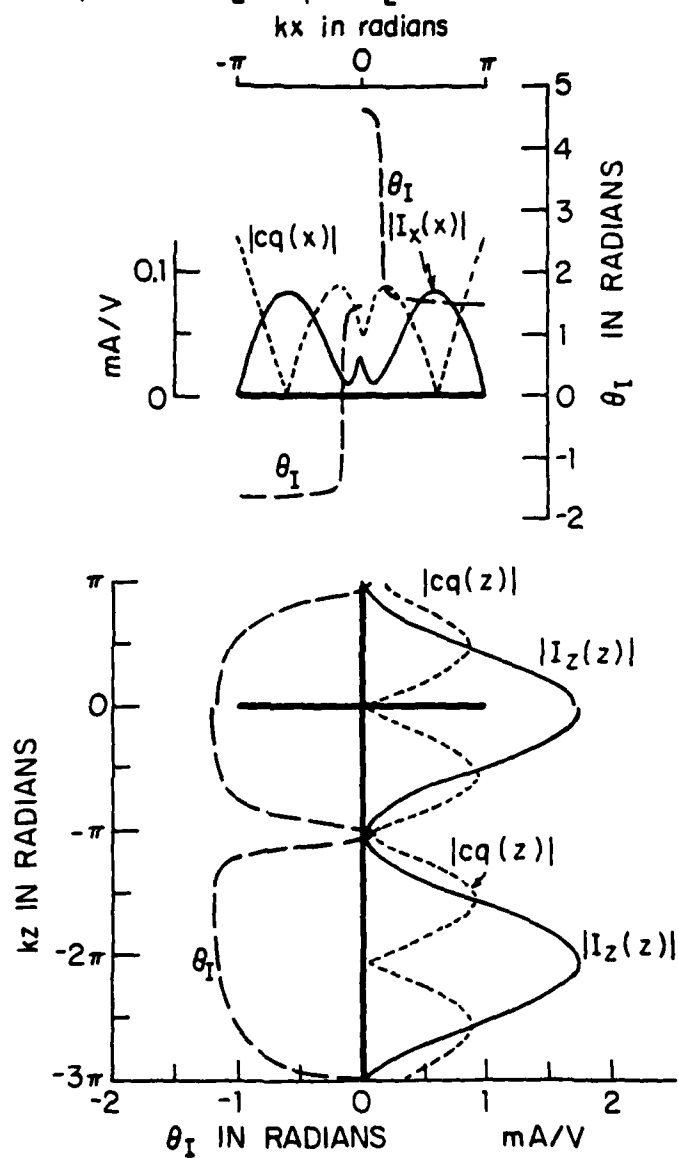 kx in radians
-π 0 π
5
4
θI
|cq(x)| |Ix(x)|
0.1 2
mA/V 1 θI IN RADIANS
0 0
θI -1
-2
π |cq(z)|
|Iz(z)|
0
kz IN RADIANS
-π
|cq(z)|
-2π θI |Iz(z)|
-3π
-2 -1 0 1 2
θI IN RADIANS mA/V